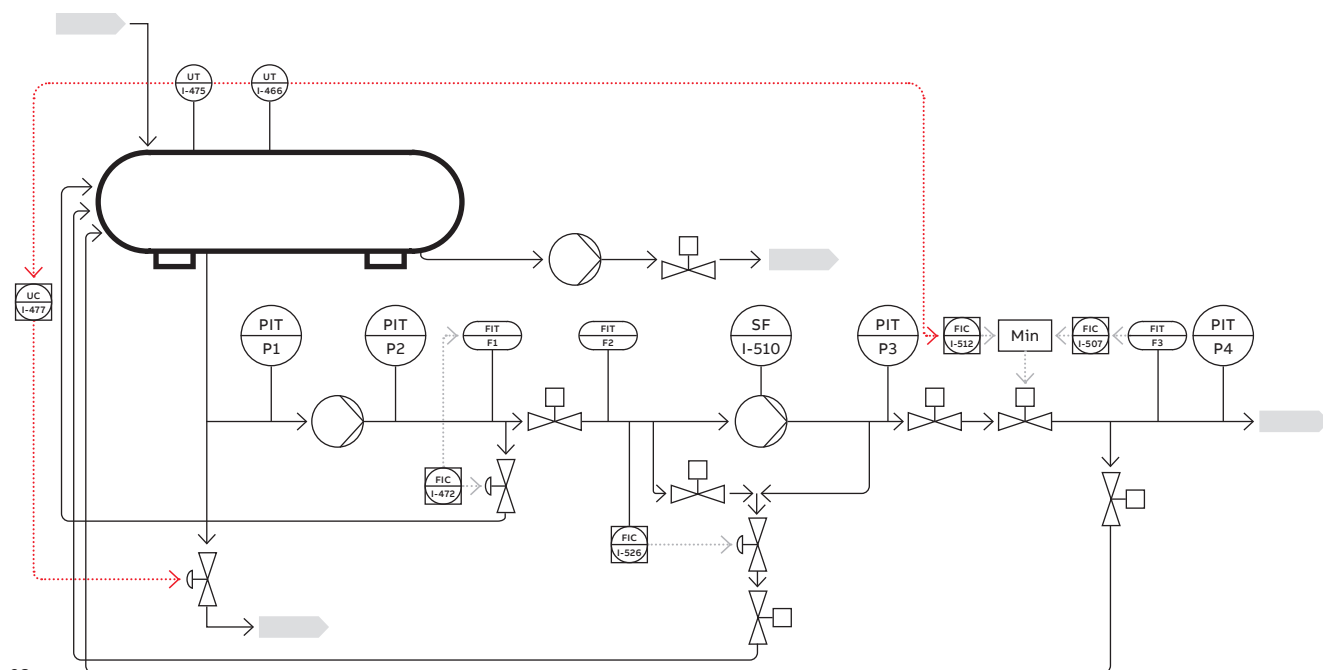 UT
I-475
UT
I-466
UC
I-477
PIT
P1
PIT
P2
FIT
F1
FIT
F2
SF
I-510
PIT
P3
FIC
I-512
Min
FIC
I-507
FIT
F3
PIT
P4
FIC
I-472
FIC
I-526